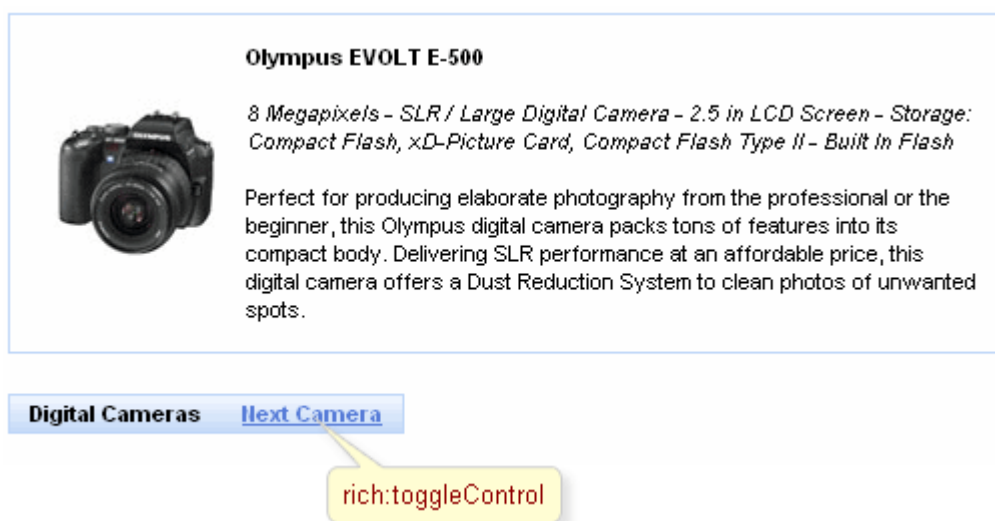 Olympus EVOLT E-500
8 Megapixels - SLR / Large Digital Camera - 2.5 in LCD Screen - Storage:
Compact Flash, xD-Picture Card, Compact Flash Type II - Built In Flash
OLYMPUS
Perfect for producing elaborate photography from the professional or the
beginner, this Olympus digital camera packs tons of features into its
compact body. Delivering SLR performance at an affordable price, this
digital camera offers a Dust Reduction System to clean photos of unwanted
spots.
Digital Cameras Next Camera
rich:toggleControl